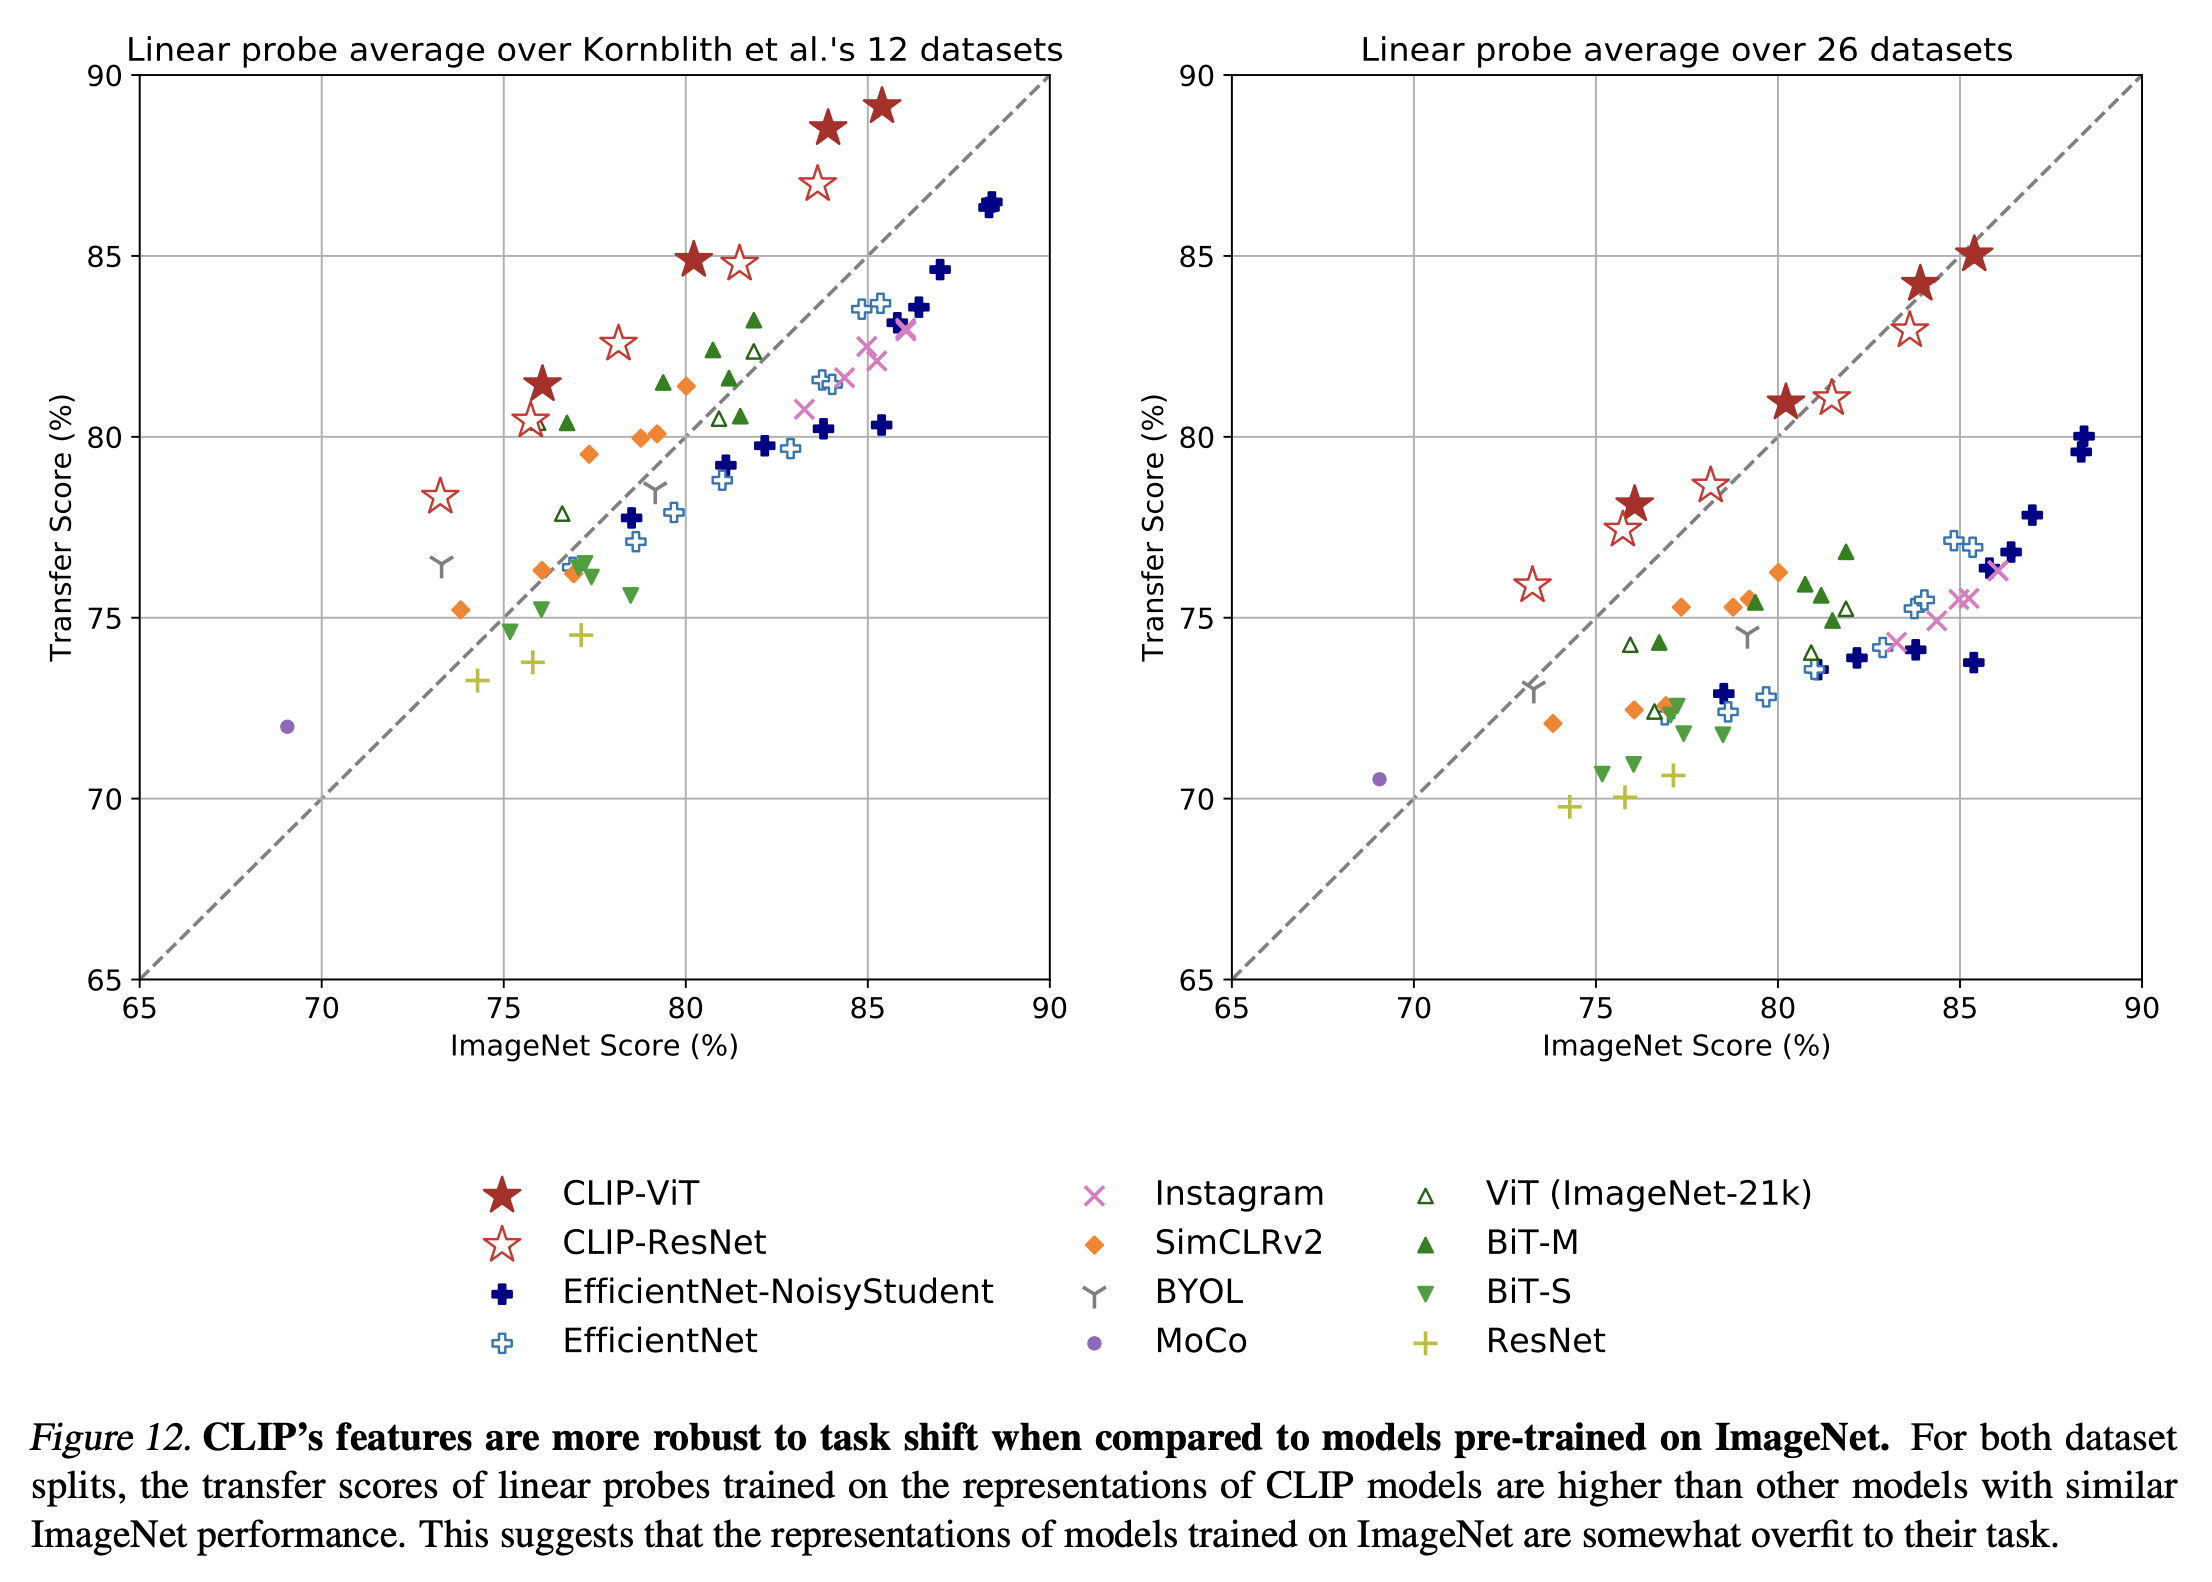 Linear probe average over Kornblith et al.'s 12 datasets
90
85
80
75
70
65
Transfer Score (%)
65 70 75 80 85 90
ImageNet Score (%)
Linear probe average over 26 datasets
90
85
80
75
70
65
Transfer Score (%)
65 70 75 80 85 90
ImageNet Score (%)
CLIP-ViT
CLIP-ResNet
EfficientNet-NoisyStudent
EfficientNet
Instagram
SimCLRv2
BYOL
MoCo
ViT (ImageNet-21k)
BiT-M
BiT-S
ResNet
Figure 12. CLIP’s features are more robust to task shift when compared to models pre-trained on ImageNet. For both dataset
splits, the transfer scores of linear probes trained on the representations of CLIP models are higher than other models with similar
ImageNet performance. This suggests that the representations of models trained on ImageNet are somewhat overfit to their task.